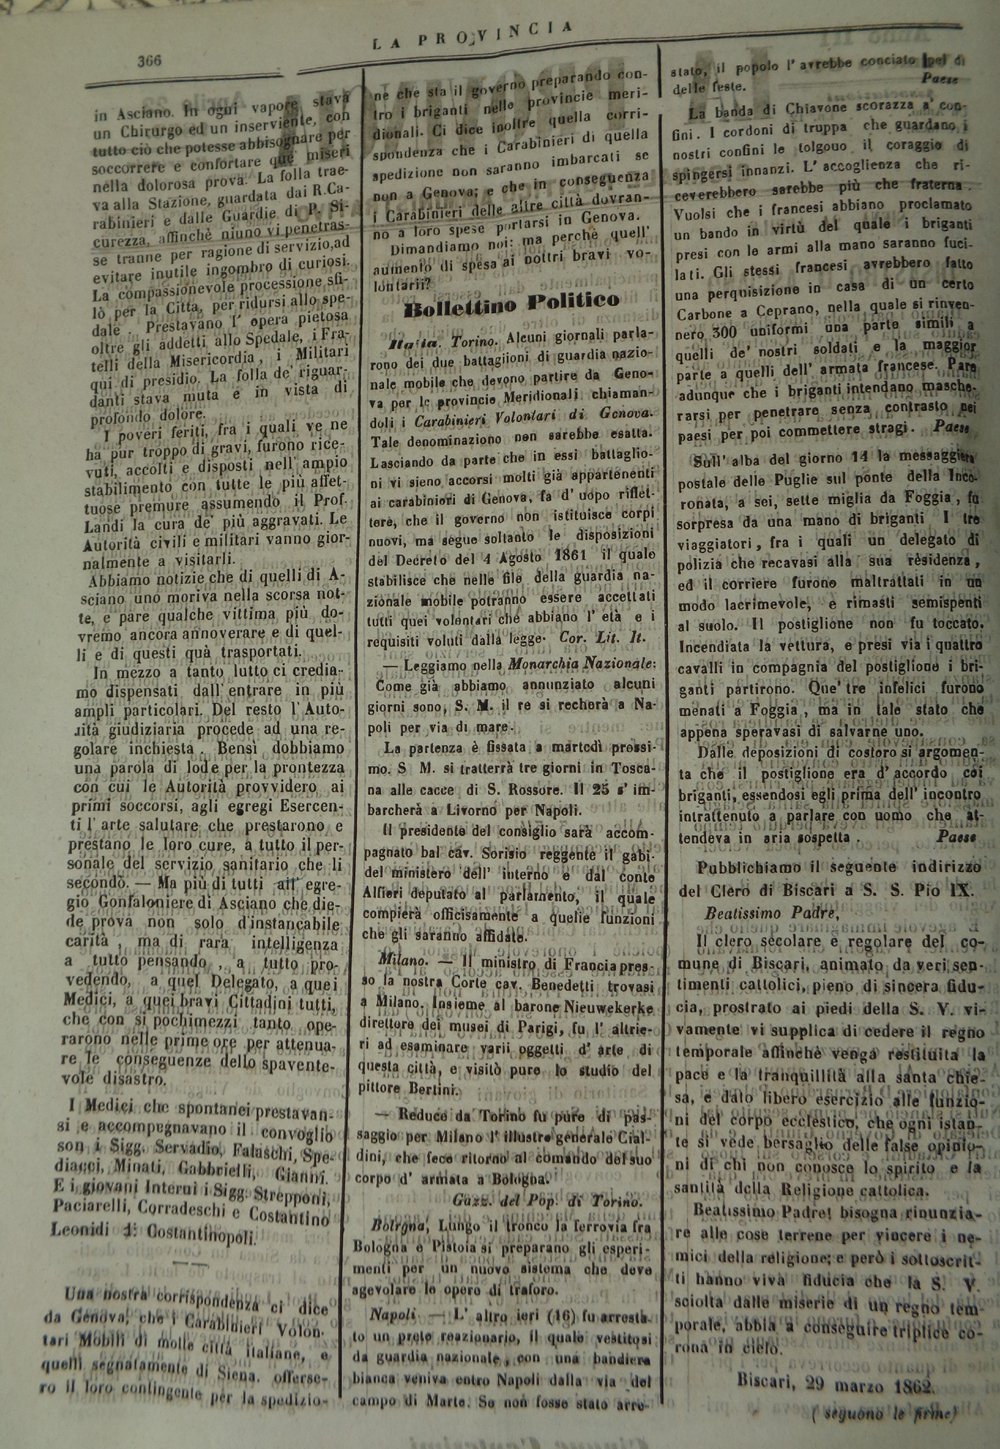 LA PROVINCIA
366
in Asciano. In ogni vapore stava
un Chirurgo ed un inserviente, con
tutto ciò che potesse abbisognare per
soccorrere e confortare que' miseri
nella dolorosa prova. La folla trae-
va alla Stazione, guardata dai R. Ca-
rabinieri e dalle Guardie di P. Si-
curezza, affinchè niuno vi penetras-
se tranne per ragione di servizio, ad
evitare inutile ingombro di curiosi.
La compassionevole processione sfi-
lò per la Citta, per ridursi allo spe-
dale. Prestavano l' opera pietosa
oltre gli addetti allo Spedale, i Fra-
telli della Misericordia, i Militari
qui di presidio. La folla de' riguar-
danti stava muta e in vista di
profondo dolore.
I poveri feriti, fra i quali ve ne
ha pur troppo di gravi, furono rice-
vuti, accolti e disposti nell' ampio
stabilimento con tutte le più affet-
tuose premure assumendo il Prof.
Landi la cura de' più aggravati. Le
Autorità civili e militari vanno gior-
nalmente a visitarli.
Abbiamo notizie che di quelli di A-
sciano uno moriva nella scorsa not-
te, e pare qualche vittima più do-
vremo ancora annoverare e di quel-
li e di questi quà trasportati.
In mezzo a tanto lutto ci credia-
mo dispensati dall' entrare in più
ampli particolari. Del resto l' Auto-
rità giudiziaria procede ad una re-
golare inchiesta. Bensì dobbiamo
una parola di lode per la prontezza
con cui le Autorità provvidero ai
primi soccorsi, agli egregi Esercen-
ti l' arte salutare che prestarono e
prestano le loro cure, a tutto il per-
sonale del servizio sanitario che li
secondò. — Ma più di tutti all' egre-
gio Gonfaloniere di Asciano che die-
de prova non solo d'instancabile
carità, ma di rara intelligenza
a tutto pensando, a tutto pro-
vedendo, a quel Delegato, a quei
Medici, a quei bravi Cittadini tutti,
che con sì pochi mezzi tanto ope-
rarono nelle prime ore per attenua-
re le conseguenze dello spavente-
vole disastro.
I Medici che spontanei prestavan-
si e accompagnavano il convoglio
son i Sigg. Servadio, Falaschi, Spe-
diacci, Minati, Gabbrielli, Gianni.
E i giovani Interni i Sigg. Strepponi,
Paciarelli, Corradeschi e Costantino
Leonidi di Costantinopoli.
Una nostra corrispondenza ci dice
da Genova, che i Carabinieri Volon-
tari Mobili di molte città italiane, e
quelli segnatamente di Siena. offerse-
ro il loro contingente per la spedizio-
ne che sta il governo preparando con-
tro i briganti nelle provincie meri-
dionali. Ci dice inoltre quella corri-
spondenza che i Carabinieri di quella
spedizione non saranno imbarcati se
non a Genova; e che in conseguenza
i Carabinieri delle altre città dovran-
no a loro spese portarsi in Genova.
Dimandiamo noi: ma perchè quell'
aumento di spesa ai nostri bravi vo-
lontarii?
Bollettino Politico
Italia. Torino. Alcuni giornali parla-
rono dei due battaglioni di guardia nazio-
nale mobile che devono partire da Geno-
va per le provincie Meridionali chiaman-
doli i Carabinieri Volontari di Genova.
Tale denominazione non sarebbe esatta.
Lasciando da parte che in essi battaglio-
ni vi sieno accorsi molti già appartenenti
ai carabinieri di Genova, fa d' uopo riflet-
tere, che il governo non istituisce corpi
nuovi, ma segue soltanto le disposizioni
del Decreto del 4 Agosto 1861 il quale
stabilisce che nelle file della guardia na-
zionale mobile potranno essere accettati
tutti quei volontari che abbiano l' età e i
requisiti voluti dalla legge. Cor. Lit. It.
— Leggiamo nella Monarchia Nazionale:
Come già abbiamo annunziato alcuni
giorni sono, S. M. il re si recherà a Na-
poli per via di mare.
La partenza è fissata a martodì prossi-
mo. S M. si tratterrà tre giorni in Tosca-
na alle cacce di S. Rossore. Il 25 s' im-
barcherà a Livorno per Napoli.
Il presidente del consiglio sarà accom-
pagnato bal cav. Sorisio reggente il gabi-
del ministero dell' interno e dal conte
Alfieri deputato al parlamento, il quale
compierà officisamente a quelle funzioni
che gli saranno affidate.
Milano. — Il ministro di Francia pres-
so la nostra Corte cav. Benedetti trovasi
a Milano. Insieme al barone Nieuwekerke
direttore dei musei di Parigi, fu l' altrie-
ri ad esaminare varii oggetti d' arte di
questa città, e visitò pure lo studio del
pittore Bertini.
— Reduce da Torino fu pure di pas-
saggio per Milano l' illustre generale Cial-
dini, che fece ritorno al comando del suo
corpo d' armata a Bologna.
Gazz. del Pop. di Torino.
Bologna, Lungo il tronco la ferrovia fra
Bologna e Pistoia si preparano gli esperi-
menti per un nuovo sistema che deve
agevolare le opere di traforo.
Napoli. — L' altro ieri (16) fu arresta-
to un prete reazionario, il quale vestitosi
da guardia nazionale, con una bandiera
bianca veniva entro Napoli dalla via del
campo di Marte. Se non fosse stato arre-
stato, il popolo l' avrebbe conciato pel di
delle feste. Paese
La banda di Chiavone scorazza a' con-
fini. I cordoni di truppa che guardano i
nostri confini le tolgono il coraggio di
spingersi innanzi. L' accoglienza che ri-
ceverebbero sarebbe più che fraterna.
Vuolsi che i francesi abbiano proclamato
un bando in virtù del quale i briganti
presi con le armi alla mano saranno fuci-
lati. Gli stessi francesi avrebbero fatto
una perquisizione in casa di un certo
Carbone a Ceprano, nella quale si rinven-
nero 300 uniformi una parte simili a
quelli de' nostri soldati e la maggior
parte a quelli dell' armata francese. Pare
adunque che i briganti intendano masche-
rarsi per penetrare senza contrasto nei
paesi per poi commettere stragi. Paese
Sull' alba del giorno 14 la messaggiera
postale delle Puglie sul ponte della Inco-
ronata, a sei, sette miglia da Foggia, fu
sorpresa da una mano di briganti I tre
viaggiatori, fra i quali un delegato di
polizia che recavasi alla sua residenza,
ed il corriere furono maltrattati in un
modo lacrimevole, e rimasti semispenti
al suolo. Il postiglione non fu toccato.
Incendiata la vettura, e presi via i quattro
cavalli in compagnia del postiglione i bri-
ganti partirono. Que' tre infelici furono
menati a Foggia, ma in tale stato che
appena speravasi di salvarne uno.
Dalle deposizioni di costoro si argomen-
ta che il postiglione era d' accordo coi
briganti, essendosi egli prima dell' incontro
intrattenuto a parlare con uomo che at-
tendeva in aria sospetta. Paese
Pubblichiamo il seguente indirizzo
del Clero di Biscari a S. S. Pio IX.
Beatissimo Padre,
Il clero secolare e regolare del co-
mune di Biscari, animato da veri sen-
timenti cattolici, pieno di sincera fidu-
cia, prostrato ai piedi della S. V. vi-
vamente vi supplica di cedere il regno
temporale affinchè venga restituita la
pace e la tranquillità alla santa chie-
sa, e dato libero esercizio alle funzio-
ni del corpo ecclestico, che ogni istan-
te si vede bersaglio delle false opinio-
ni di chi non conosce lo spirito e la
santità della Religione cattolica.
Beatissimo Padre! bisogna rinunzia-
re alle cose terrene per vincere i ne-
mici della religione; e però i sottoscrit-
ti hanno viva fiducia che la S. V.
sciolta dalle miserie di un regno tem-
porale, abbia a conseguire triplice co-
rona in cielo.
Biscari, 29 marzo 1862.
(seguono le firme)